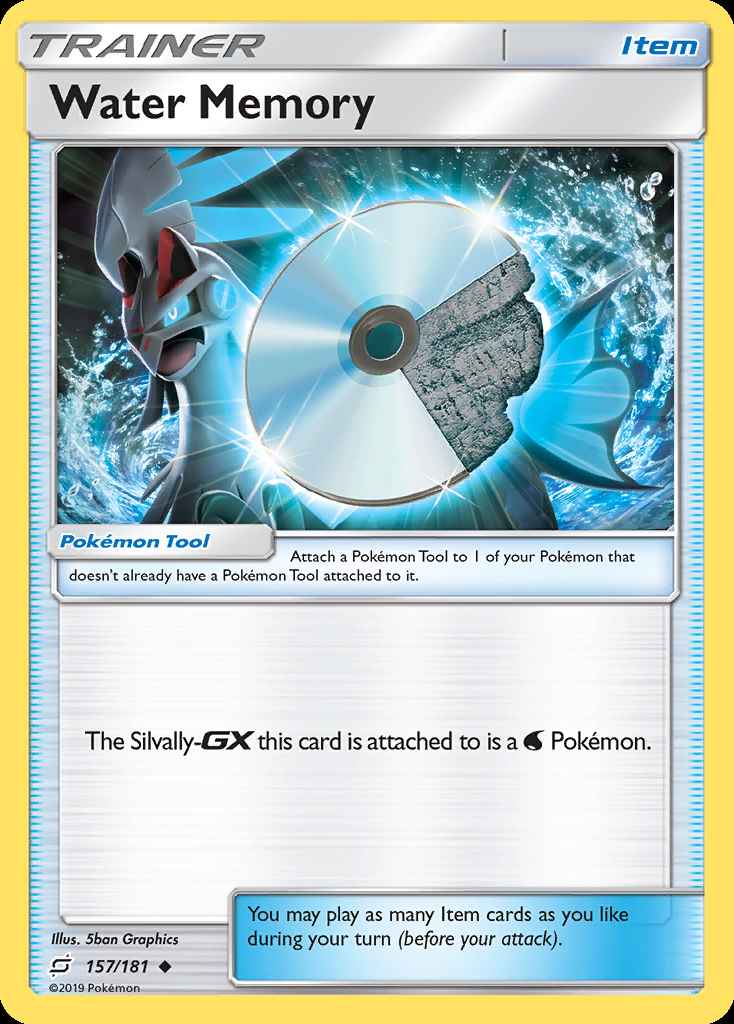 TRAINER Item
Water Memory
Pokémon Tool
Attach a Pokémon Tool to 1 of your Pokémon that
doesn't already have a Pokémon Tool attached to it.
The Silvally-GX this card is attached to is a Pokémon.
You may play as many Item cards as you like
during your turn (before your attack).
Illus. 5ban Graphics
157/181
©2019 Pokémon